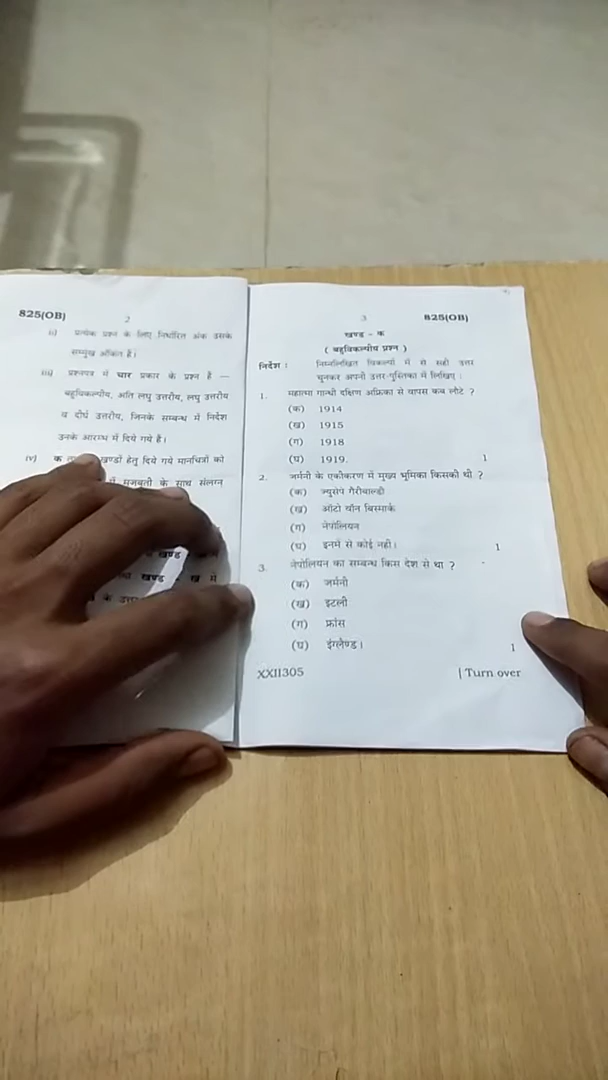 825(OB)
2
ii) प्रत्येक प्रश्न के लिए निर्धारित अंक उसके
सम्मुख अंकित हैं।
iii) प्रश्नपत्र में चार प्रकार के प्रश्न हैं —
बहुविकल्पीय, अति लघु उत्तरीय, लघु उत्तरीय
व दीर्घ उत्तरीय, जिनके सम्बन्ध में निर्देश
उनके आरम्भ में दिये गये हैं।
iv) क खण्डों हेतु दिये गये मानचित्रों को
में मजबूती के साथ संलग्न
खण्ड
खण्ड - ख में
के उत्तर
3
825(OB)
खण्ड - क
( बहुविकल्पीय प्रश्न )
निर्देश : निम्नलिखित विकल्पों में से सही उत्तर
चुनकर अपनी उत्तर-पुस्तिका में लिखिए :
1. महात्मा गान्धी दक्षिण अफ्रिका से वापस कब लौटे ?
(क) 1914
(ख) 1915
(ग) 1918
(घ) 1919. 1
2. जर्मनी के एकीकरण में मुख्य भूमिका किसकी थी ?
(क) ज्युसेप गैरीबाल्डी
(ख) ऑटो वॉन बिस्मार्क
(ग) नेपोलियन
(घ) इनमें से कोई नहीं। 1
3. नेपोलियन का सम्बन्ध किस देश से था ?
(क) जर्मनी
(ख) इटली
(ग) फ्रांस
(घ) इंग्लैण्ड। 1
XXII305
| Turn over